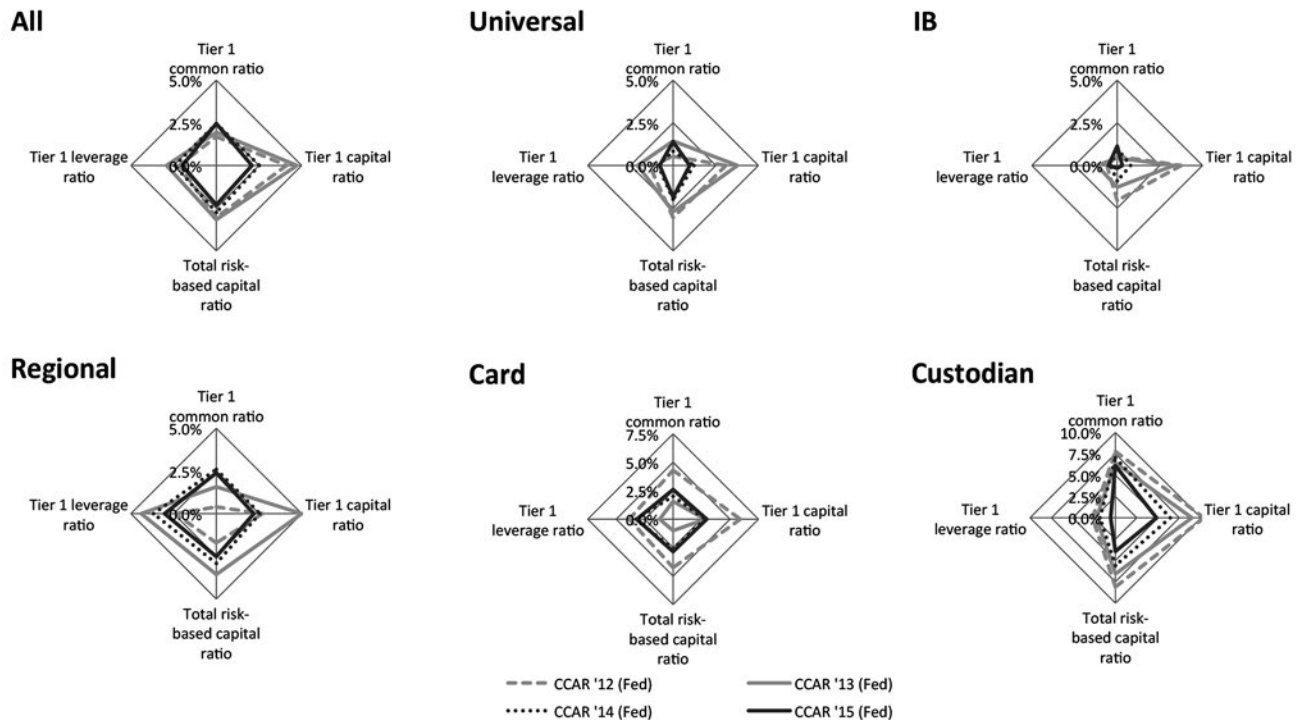 All
Tier 1
common ratio
5.0%
2.5%
0.0%
Tier 1 leverage
ratio
Tier 1 capital
ratio
Total risk-
based capital
ratio
Universal
Tier 1
common ratio
5.0%
2.5%
0.0%
Tier 1
leverage ratio
Tier 1 capital
ratio
Total risk-
based capital
ratio
IB
Tier 1
common ratio
5.0%
2.5%
0.0%
Tier 1
leverage ratio
Tier 1 capital
ratio
Total risk-
based capital
ratio
Regional
Tier 1
common ratio
5.0%
2.5%
0.0%
Tier 1 leverage
ratio
Tier 1 capital
ratio
Total risk-
based capital
ratio
Card
Tier 1
common ratio
7.5%
5.0%
2.5%
0.0%
Tier 1
leverage ratio
Tier 1 capital
ratio
Total risk-
based capital
ratio
Custodian
Tier 1
common ratio
10.0%
7.5%
5.0%
2.5%
0.0%
Tier 1
leverage ratio
Tier 1 capital
ratio
Total risk-
based capital
ratio
CCAR '12 (Fed)
CCAR '13 (Fed)
CCAR '14 (Fed)
CCAR '15 (Fed)